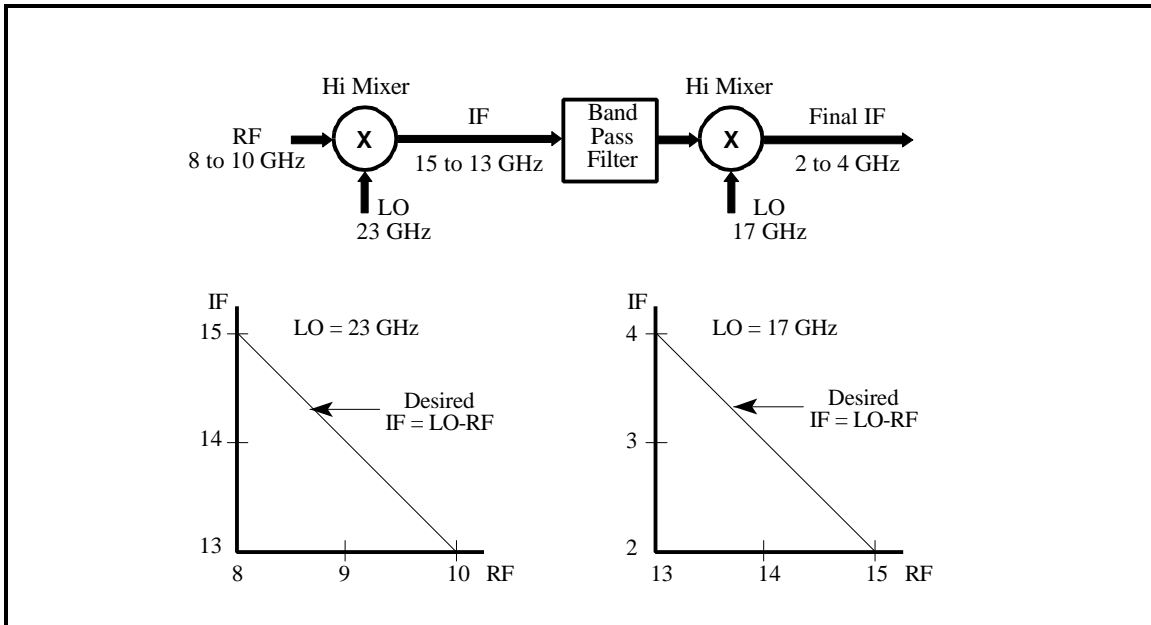 Hi Mixer
Hi Mixer
RF
8 to 10 GHz
X
IF
15 to 13 GHz
Band
Pass
Filter
X
Final IF
2 to 4 GHz
LO
23 GHz
LO
17 GHz
IF
LO = 23 GHz
15
14
13
Desired
IF = LO-RF
8
9
10
RF
IF
LO = 17 GHz
4
3
2
Desired
IF = LO-RF
13
14
15
RF